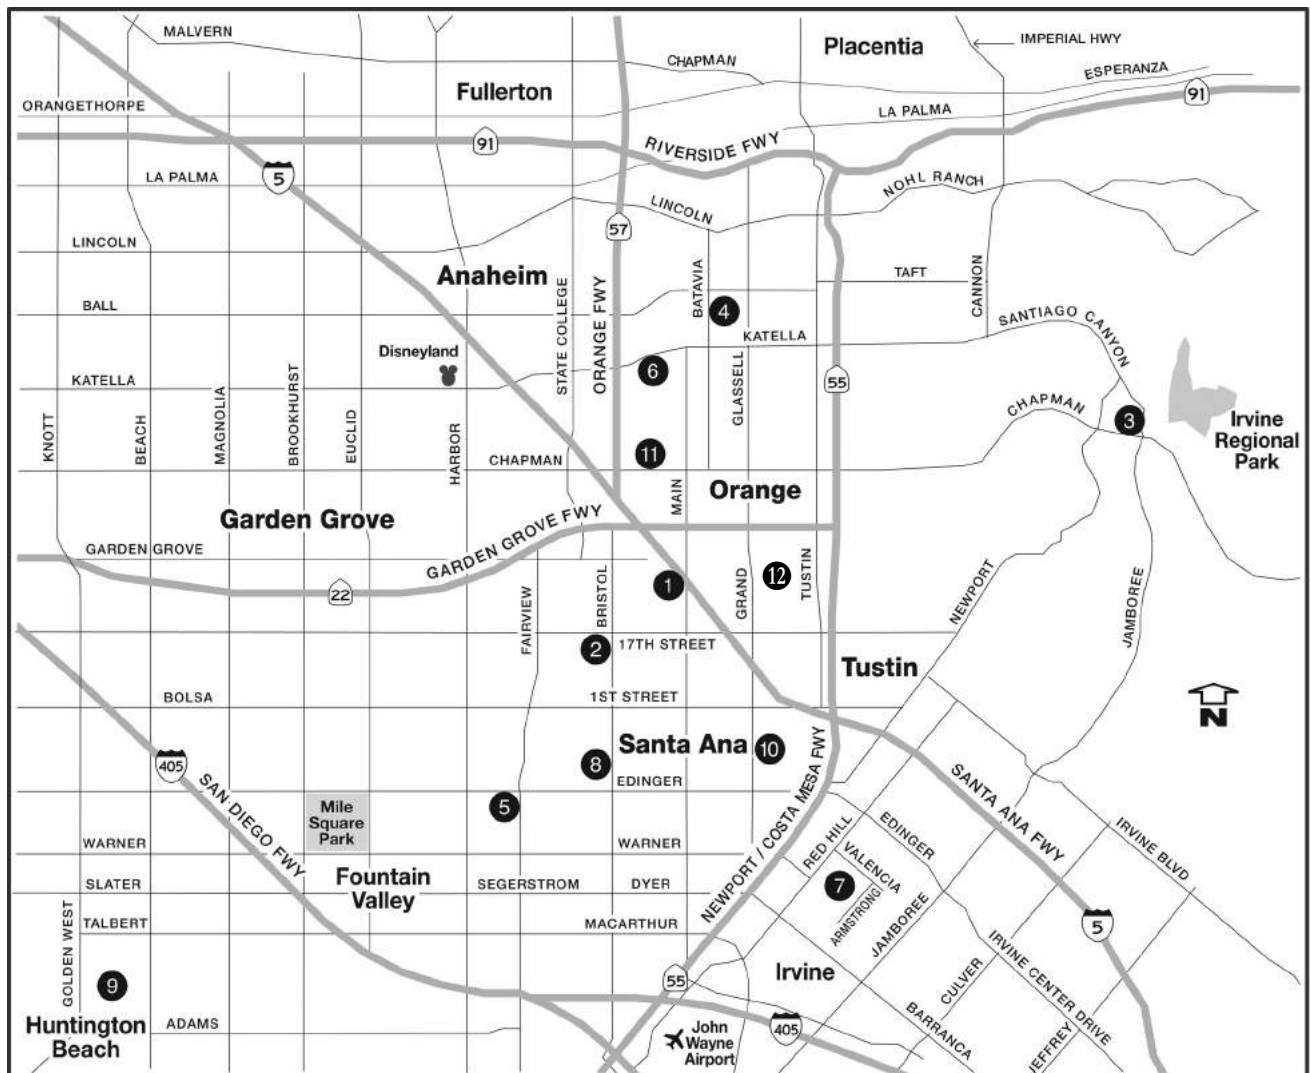 MALVERN
CHAPMAN
Placentia
IMPERIAL HWY
ESPERANZA
Fullerton
91
ORANGETHORPE
LA PALMA
91
RIVERSIDE FWY
5
LA PALMA
NOHL RANCH
LINCOLN
57
LINCOLN
Anaheim
TAFT
CANNON
BATAVIA
STATE COLLEGE
ORANGE FWY
BALL
4
SANTIAGO CANYON
KATELLA
Disneyland
6
KATELLA
GLASSELL
55
KNOTT
BEACH
MAGNOLIA
BROOKHURST
EUCLID
HARBOR
CHAPMAN
3
Irvine
Regional
Park
CHAPMAN
11
MAIN
Orange
Garden Grove
GARDEN GROVE FWY
GARDEN GROVE
22
FAIRVIEW
BRISTOL
1
GRAND
12
TUSTIN
NEWPORT
JAMBOREE
2
17TH STREET
Tustin
BOLSA
1ST STREET
N
Santa Ana
10
8
EDINGER
405
SAN DIEGO FWY
NEWPORT / COSTA MESA FWY
SANTA ANA FWY
Mile
Square
Park
5
EDINGER
IRVINE BLVD
WARNER
WARNER
RED HILL
VALENCIA
7
ARMSTRONG
SLATER
Fountain
Valley
SEGERSTROM
DYER
TALBERT
MACARTHUR
JAMBOREE
5
GOLDEN WEST
IRVINE CENTER DRIVE
9
55
Irvine
CULVER
Huntington
Beach
ADAMS
John
Wayne
Airport
405
BARRANCA
JEFFREY